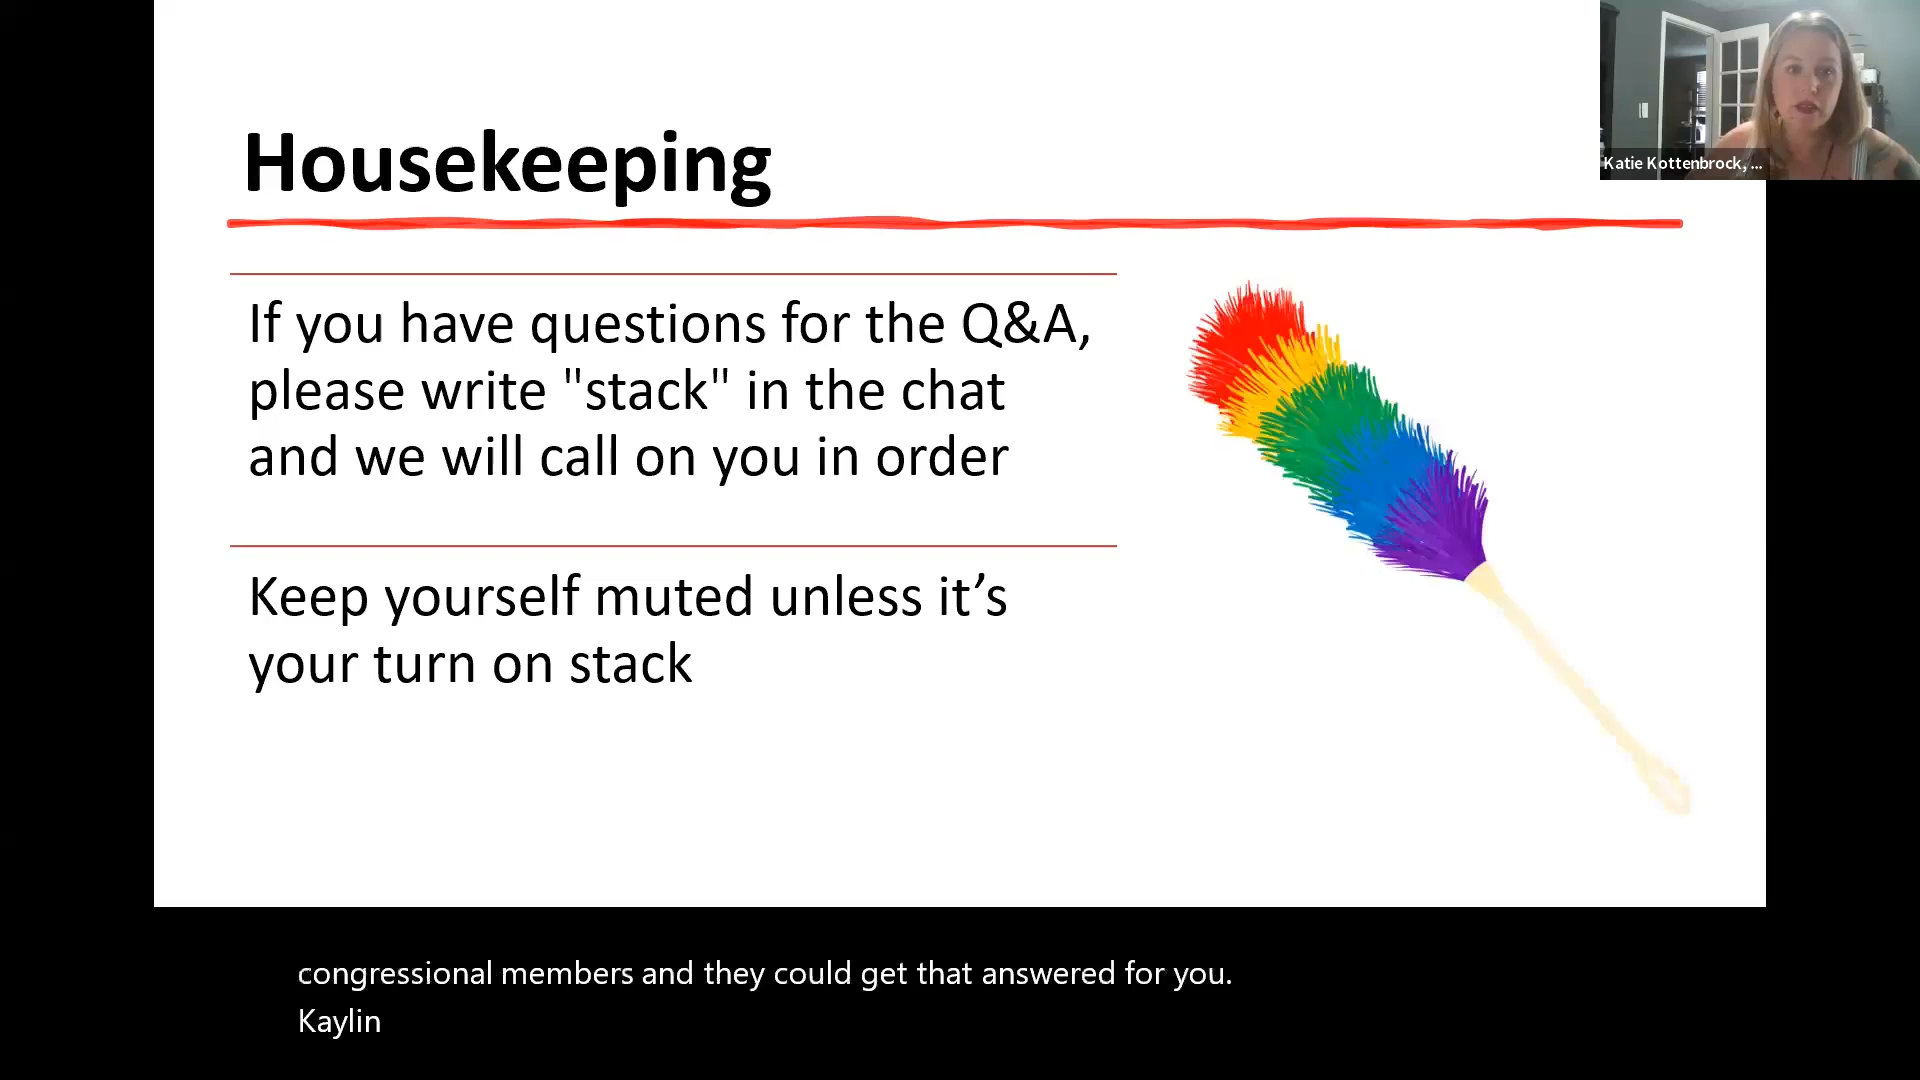 Housekeeping
Katie Kottenbrock, ...
If you have questions for the Q&A,
please write "stack" in the chat
and we will call on you in order
Keep yourself muted unless it’s
your turn on stack
congressional members and they could get that answered for you.
Kaylin